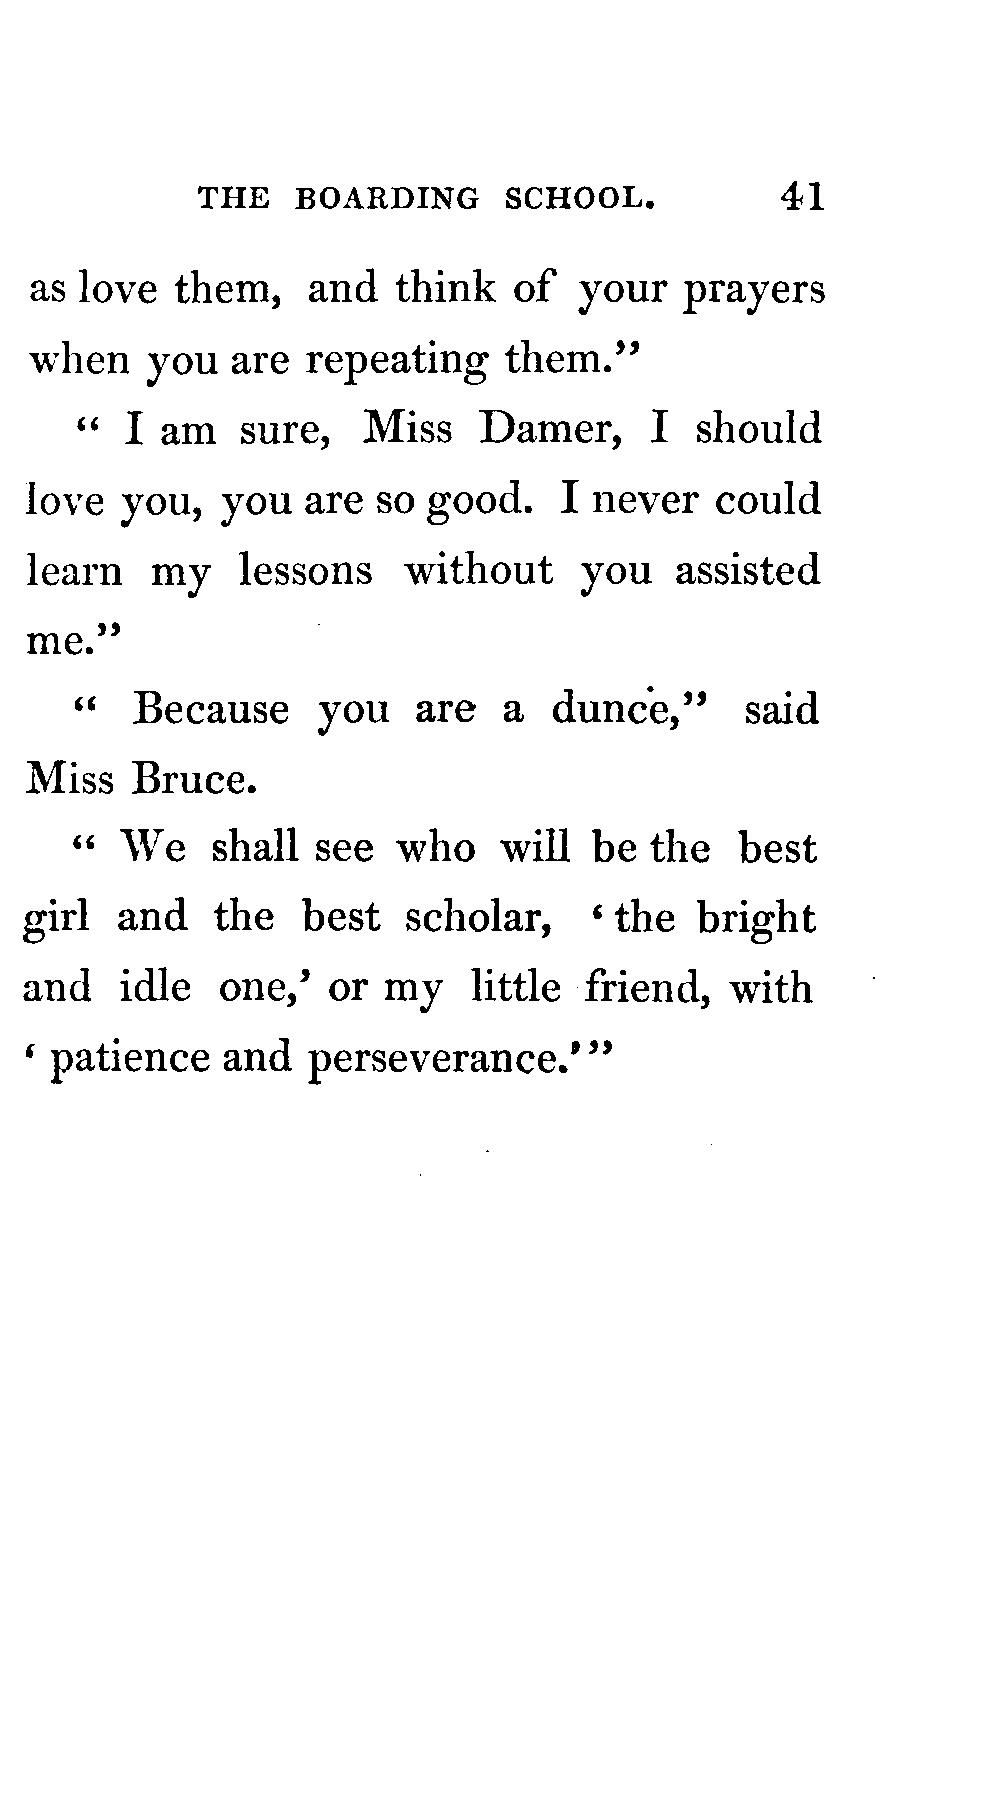 THE BOARDING SCHOOL. 41
as love them, and think of your prayers
when you are repeating them.”
“ I am sure, Miss Damer, I should
love you, you are so good. I never could
learn my lessons without you assisted
me.”
“ Because you are a dunce,” said
Miss Bruce.
“ We shall see who will be the best
girl and the best scholar, ‘ the bright
and idle one,’ or my little friend, with
‘ patience and perseverance.’ ”